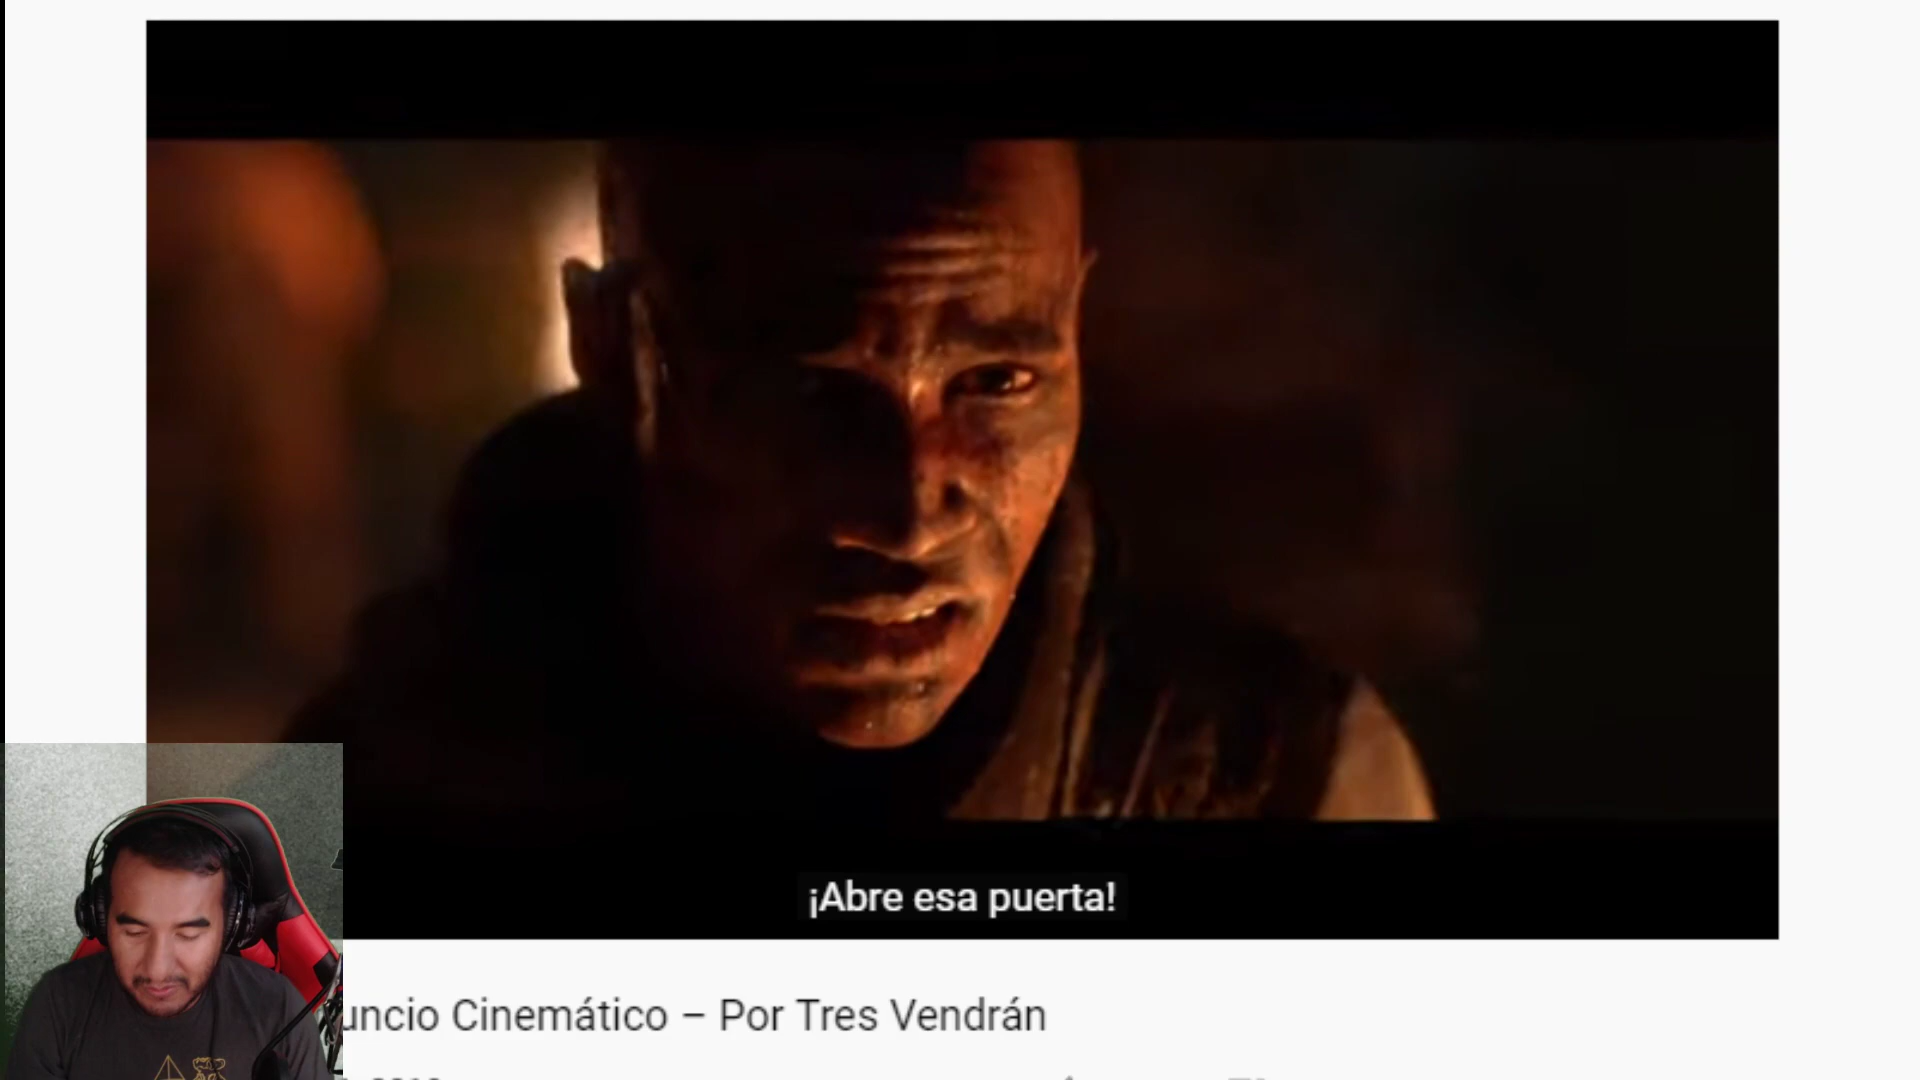 ¡Abre esa puerta!
uncio Cinemático – Por Tres Vendrán